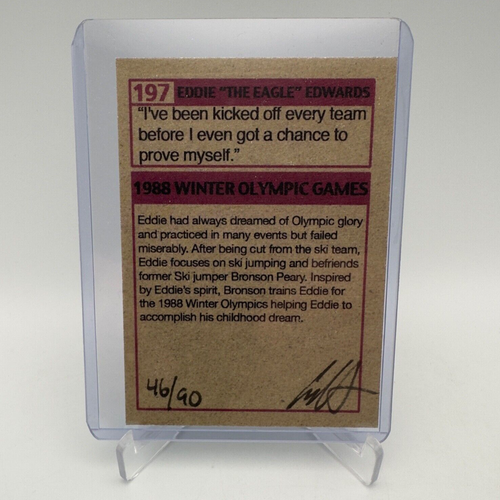 197 EDDIE "THE EAGLE" EDWARDS
“I've been kicked off every team
before I even got a chance to
prove myself.”
1988 WINTER OLYMPIC GAMES
Eddie had always dreamed of Olympic glory
and practiced in many events but failed
miserably. After being cut from the ski team,
Eddie focuses on ski jumping and befriends
former Ski jumper Bronson Peary. Inspired
by Eddie's spirit, Bronson trains Eddie for
the 1988 Winter Olympics helping Eddie to
accomplish his childhood dream.
46/90